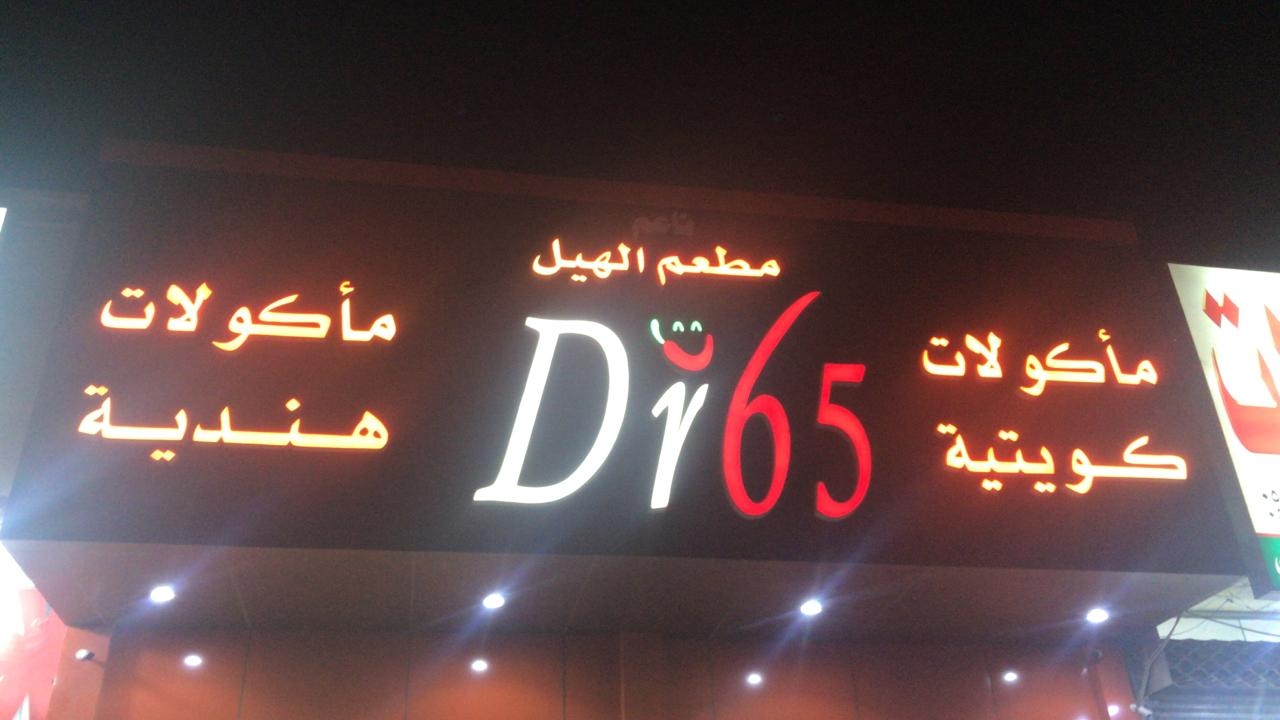 مطعم الهيل
Dr65
مأكولات
كويتية
مأكولات
هندية